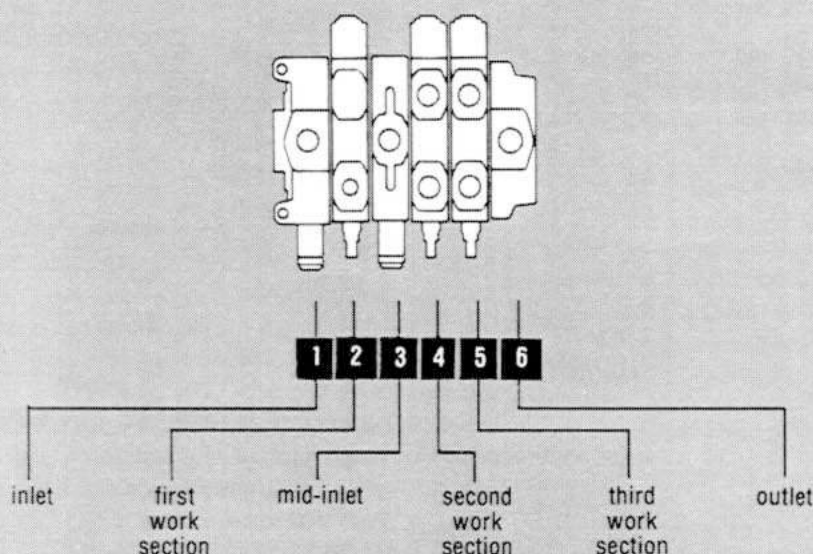 1 2 3 4 5 6
inlet first work section mid-inlet second work section third work section outlet